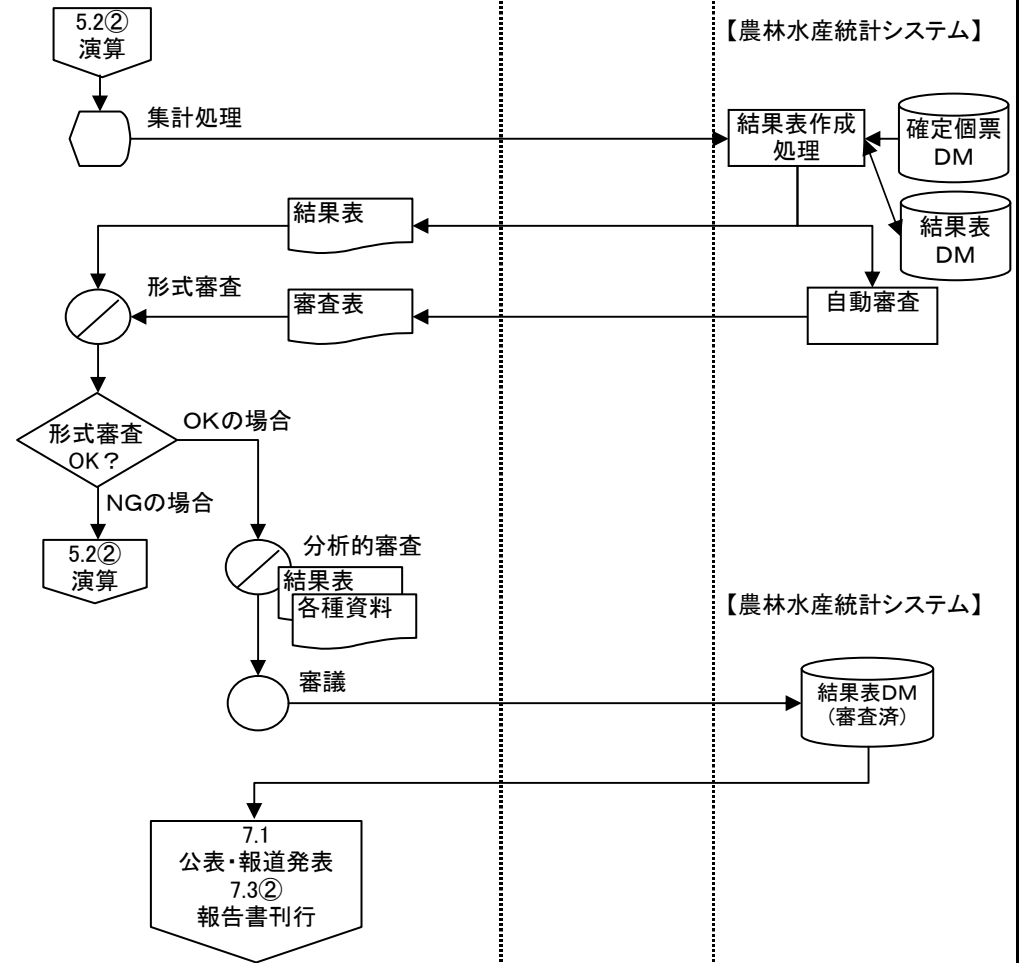 5.2②
演算
【農林水産統計システム】
集計処理
結果表作成
処理
確定個票
DM
結果表
結果表
DM
形式審査
審査表
自動審査
形式審査
OK？
OKの場合
NGの場合
5.2②
演算
分析的審査
結果表
各種資料
【農林水産統計システム】
審議
結果表DM
（審査済）
7.1
公表・報道発表
7.3②
報告書刊行